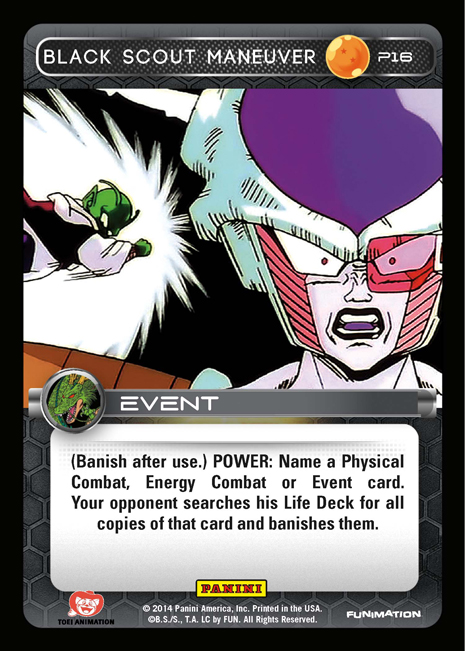 BLACK SCOUT MANEUVER P16
EVENT
(Banish after use.) POWER: Name a Physical
Combat, Energy Combat or Event card.
Your opponent searches his Life Deck for all
copies of that card and banishes them.
PANINI
TOEI ANIMATION
© 2014 Panini America, Inc. Printed in the USA.
©B.S./S., T.A. LC by FUN. All Rights Reserved.
FUNIMATION